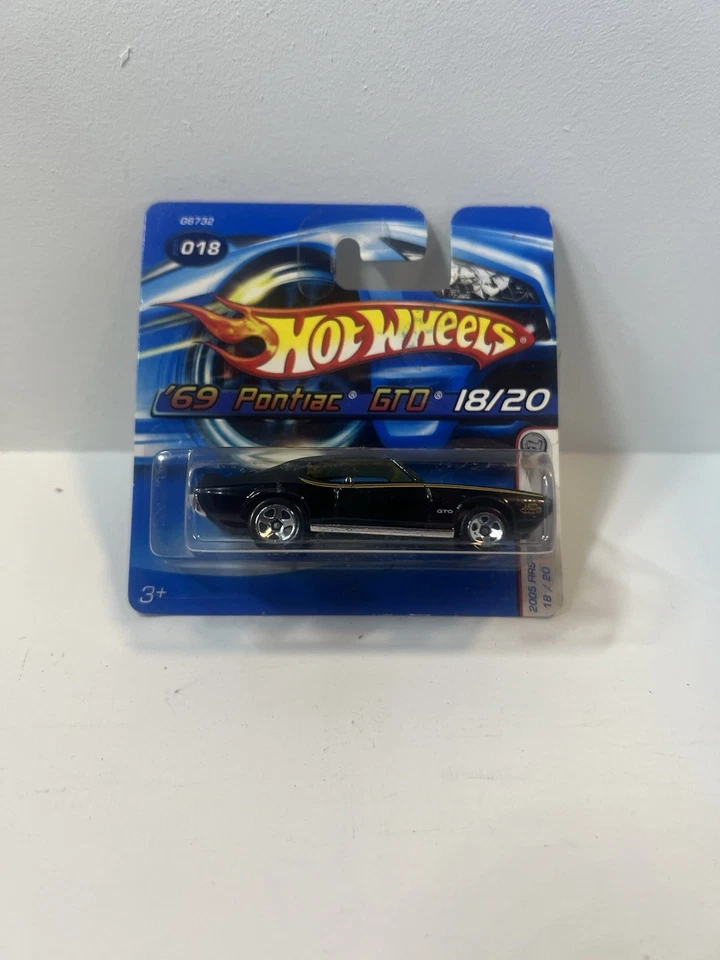 G6732
018
HOT WHEELS®
'69 Pontiac® GTO® 18/20
GTO
3+
2005 FIRS
18 / 20